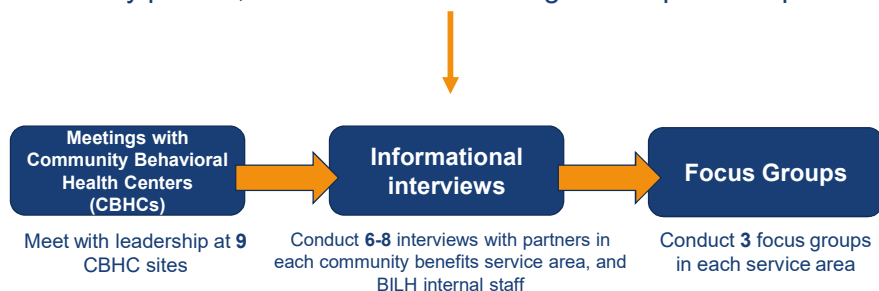 Meetings with
Community Behavioral
Health Centers
(CBHCs)
Informational
interviews
Focus Groups
Meet with leadership at 9
CBHC sites
Conduct 6-8 interviews with partners in
each community benefits service area, and
BILH internal staff
Conduct 3 focus groups
in each service area